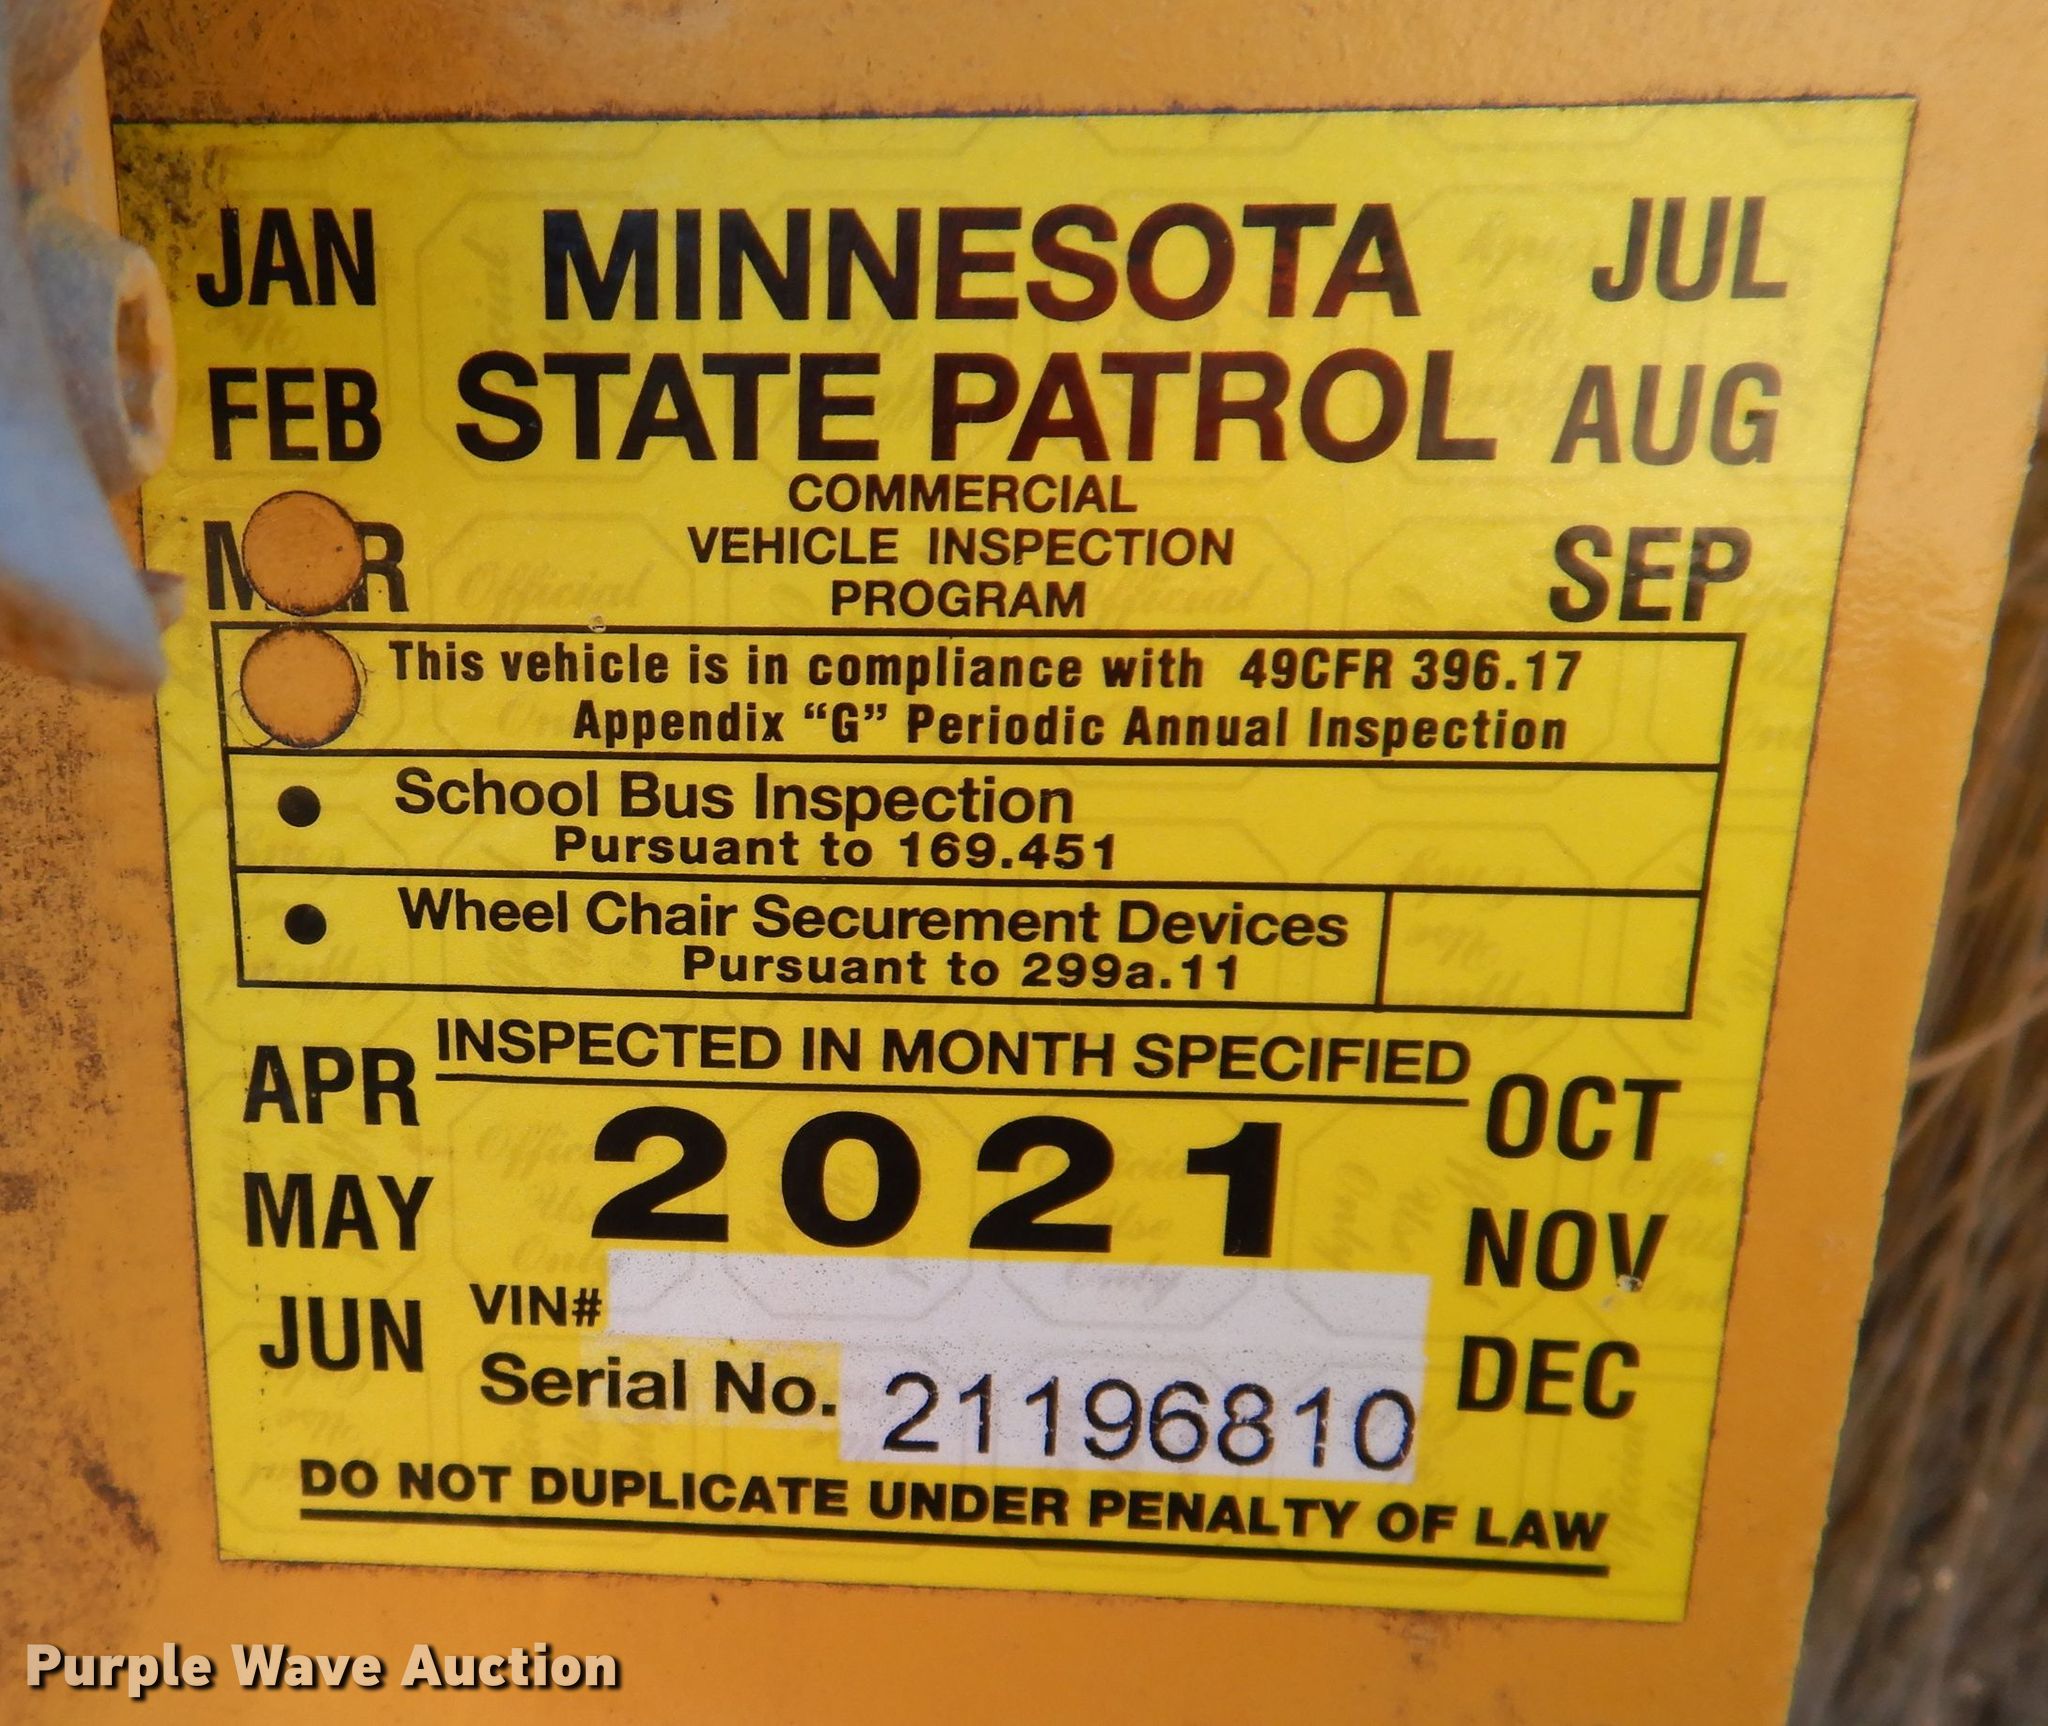 JAN MINNESOTA JUL
FEB STATE PATROL AUG
COMMERCIAL
VEHICLE INSPECTION
PROGRAM
SEP
This vehicle is in compliance with 49CFR 396.17
Appendix “G” Periodic Annual Inspection
● School Bus Inspection
Pursuant to 169.451
● Wheel Chair Securement Devices
Pursuant to 299a.11
INSPECTED IN MONTH SPECIFIED
APR OCT
2021
MAY NOV
VIN#
JUN DEC
Serial No. 21196810
DO NOT DUPLICATE UNDER PENALTY OF LAW
Purple Wave Auction